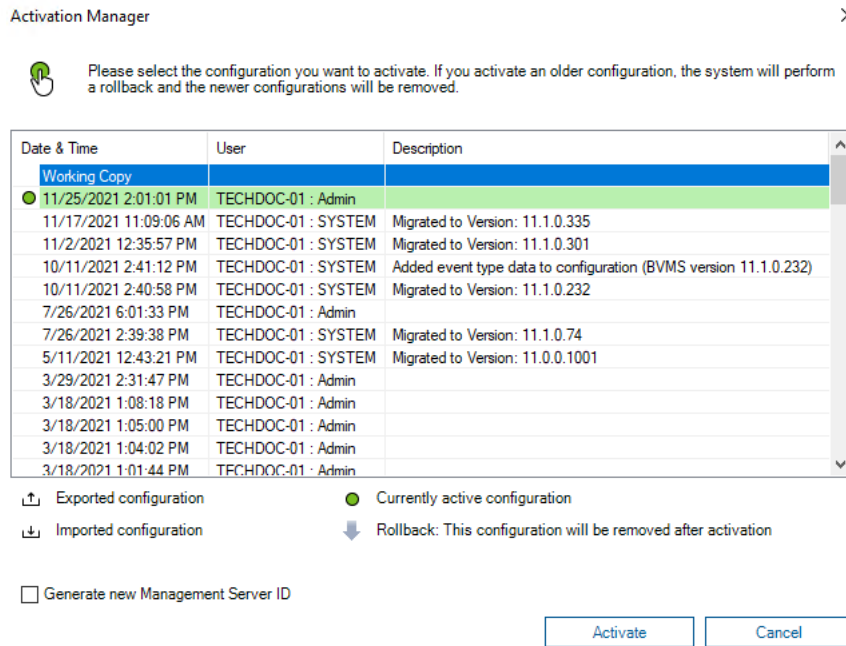 Activation Manager
Please select the configuration you want to activate. If you activate an older configuration, the system will perform
a rollback and the newer configurations will be removed.
Date & Time User Description
Working Copy
11/25/2021 2:01:01 PM TECHDOC-01 : Admin
11/17/2021 11:09:06 AM TECHDOC-01 : SYSTEM Migrated to Version: 11.1.0.335
11/2/2021 12:35:57 PM TECHDOC-01 : SYSTEM Migrated to Version: 11.1.0.301
10/11/2021 2:41:12 PM TECHDOC-01 : SYSTEM Added event type data to configuration (BVMS version 11.1.0.232)
10/11/2021 2:40:58 PM TECHDOC-01 : SYSTEM Migrated to Version: 11.1.0.232
7/26/2021 6:01:33 PM TECHDOC-01 : Admin
7/26/2021 2:39:38 PM TECHDOC-01 : SYSTEM Migrated to Version: 11.1.0.74
5/11/2021 12:43:21 PM TECHDOC-01 : SYSTEM Migrated to Version: 11.0.0.1001
3/29/2021 2:31:47 PM TECHDOC-01 : Admin
3/18/2021 1:08:18 PM TECHDOC-01 : Admin
3/18/2021 1:05:00 PM TECHDOC-01 : Admin
3/18/2021 1:04:02 PM TECHDOC-01 : Admin
3/18/2021 1:01:44 PM TECHDOC-01 : Admin
Exported configuration Currently active configuration
Imported configuration Rollback: This configuration will be removed after activation
Generate new Management Server ID
Activate Cancel